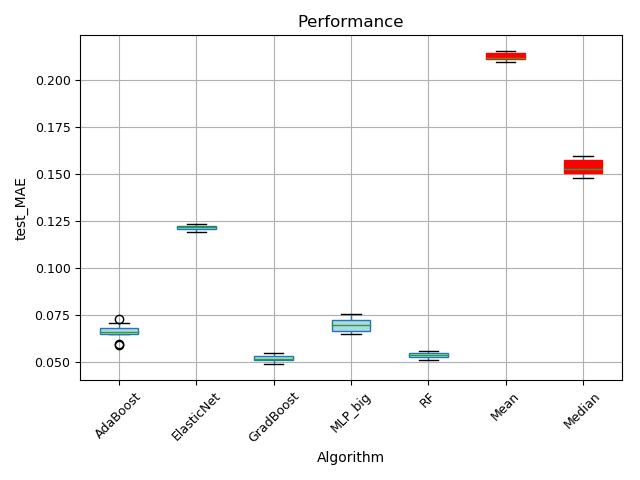 Performance
0.200
0.175
0.150
0.125
0.100
0.075
0.050
test_MAE
AdaBoost
ElasticNet
GradBoost
MLP_big
RF
Mean
Median
Algorithm